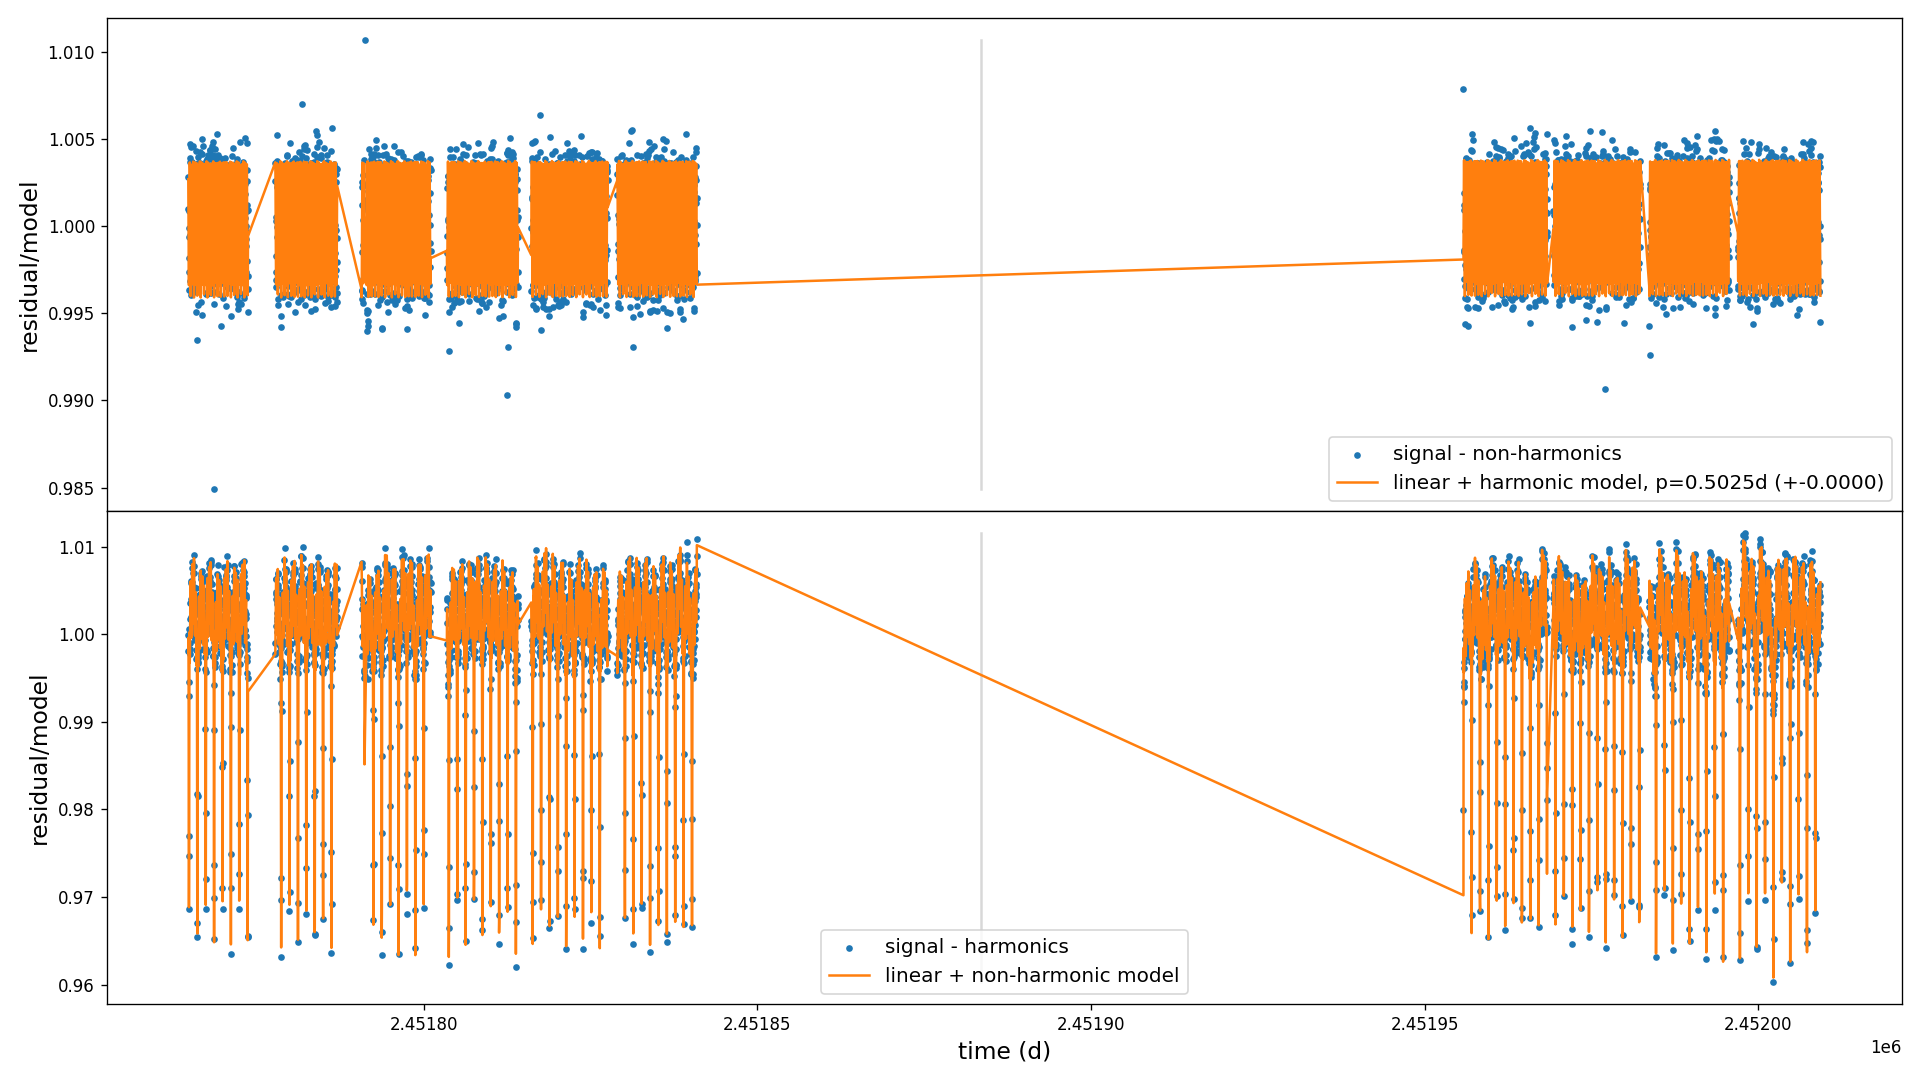 1.010
1.005
1.000
0.995
0.990
0.985
residual/model
signal - non-harmonics
linear + harmonic model, p=0.5025d (+-0.0000)
1.01
1.00
0.99
0.98
0.97
0.96
residual/model
signal - harmonics
linear + non-harmonic model
2.45180
2.45185
2.45190
2.45195
2.45200
1e6
time (d)